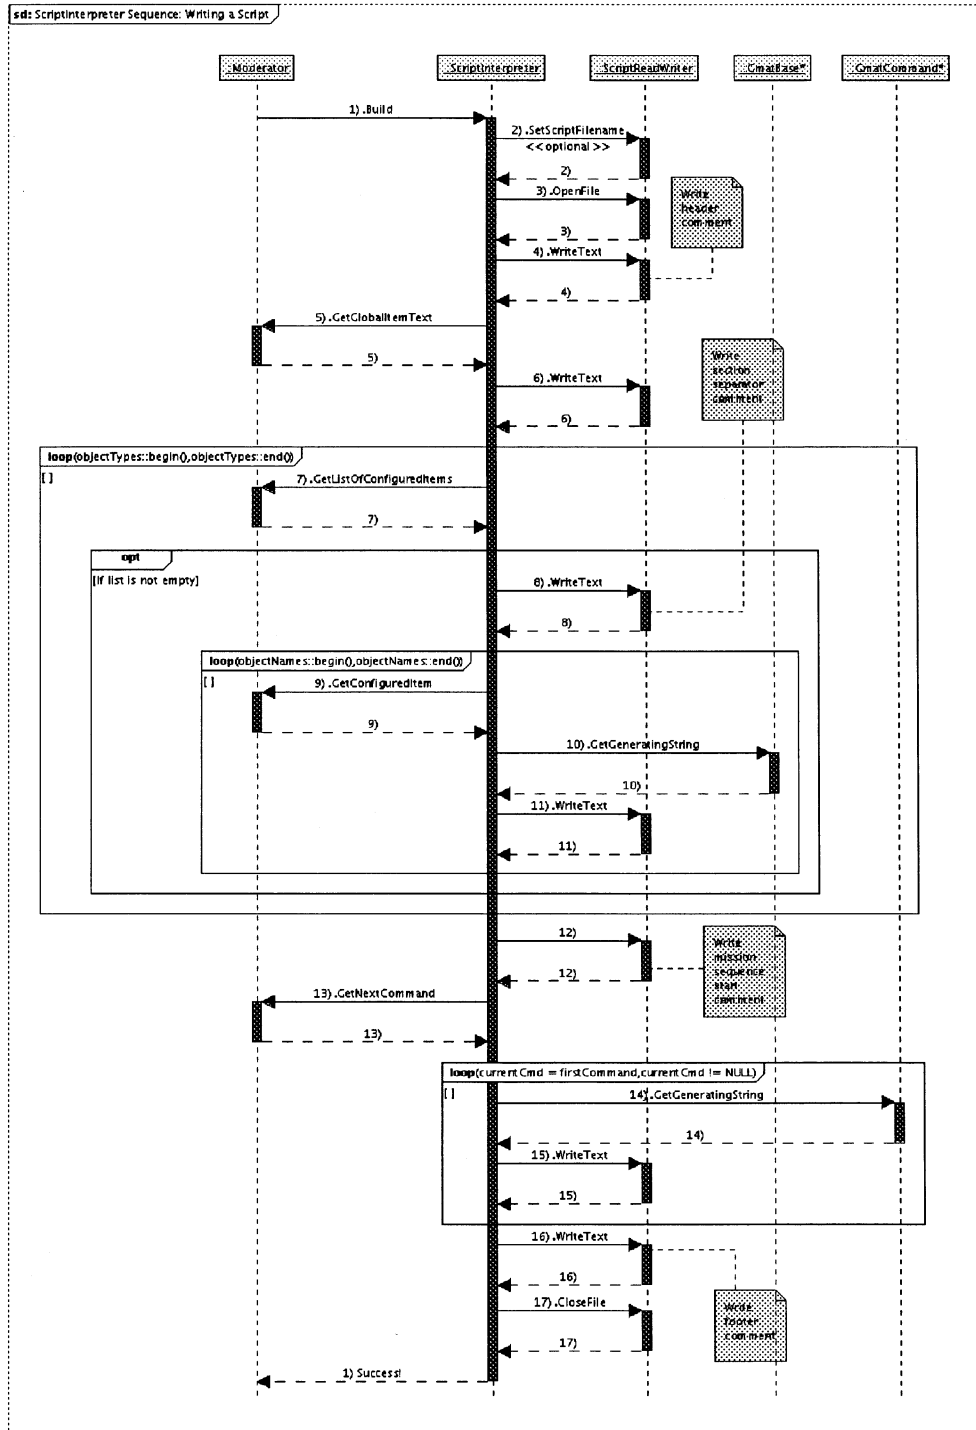 sd: ScriptInterpreter Sequence: Writing a Script
:Moderator
:ScriptInterpreter
:ScriptReadWriter
:GmatBase*
:GmatCommand*
1) .Build
2) .SetScriptFilename
<<optional>>
2)
3) .OpenFile
3)
Write
header
comment
4) .WriteText
4)
5) .GetGlobalItemText
5)
6) .WriteText
6)
Write
section
separator
comment
loop(objectTypes::begin(),objectTypes::end())
[ ]
7) .GetListOfConfiguredItems
7)
opt
[if list is not empty]
8) .WriteText
8)
loop(objectNames::begin(),objectNames::end())
[ ]
9) .GetConfiguredItem
9)
10) .GetGeneratingString
10)
11) .WriteText
11)
12)
12)
Write
mission
sequence
start
comment
13) .GetNextCommand
13)
loop(currentCmd = firstCommand,currentCmd != NULL)
[ ]
14) .GetGeneratingString
14)
15) .WriteText
15)
16) .WriteText
16)
17) .CloseFile
17)
Write
footer
comment
1) Success!